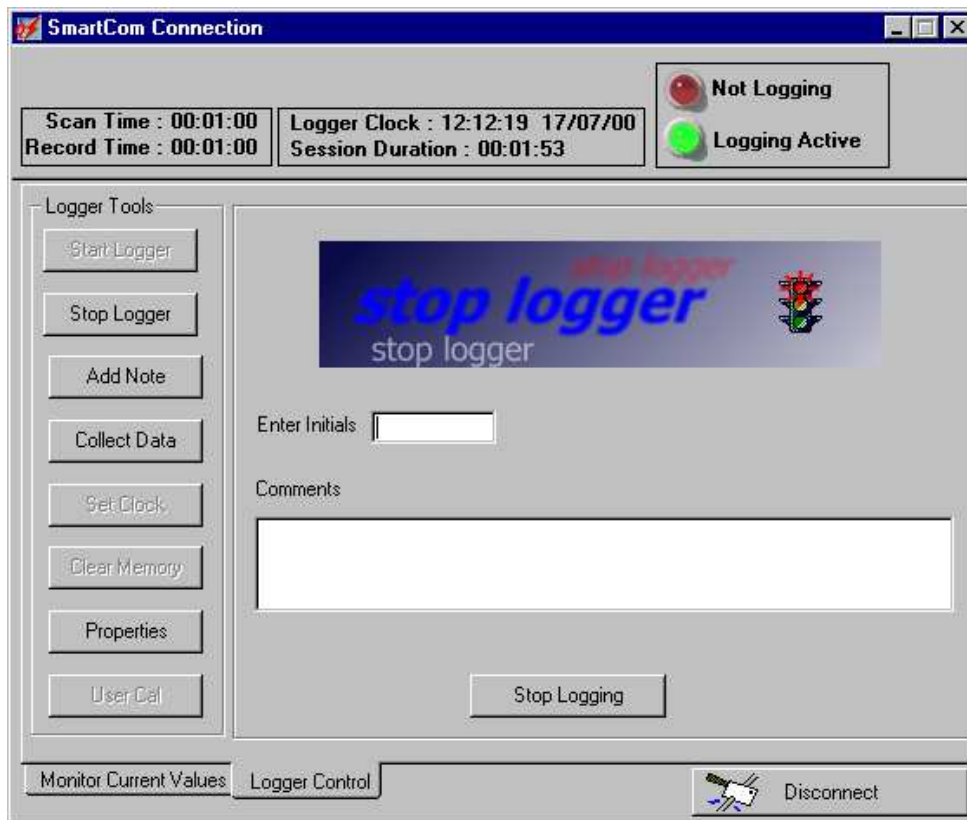 SmartCom Connection
Not Logging
Scan Time : 00:01:00
Record Time : 00:01:00
Logger Clock : 12:12:19 17/07/00
Session Duration : 00:01:53
Logging Active
Logger Tools
Start Logger
Stop Logger
Add Note
Collect Data
Set Clock
Clear Memory
Properties
User Cal
stop logger
stop logger
stop logger
Enter Initials
Comments
Stop Logging
Monitor Current Values
Logger Control
Disconnect